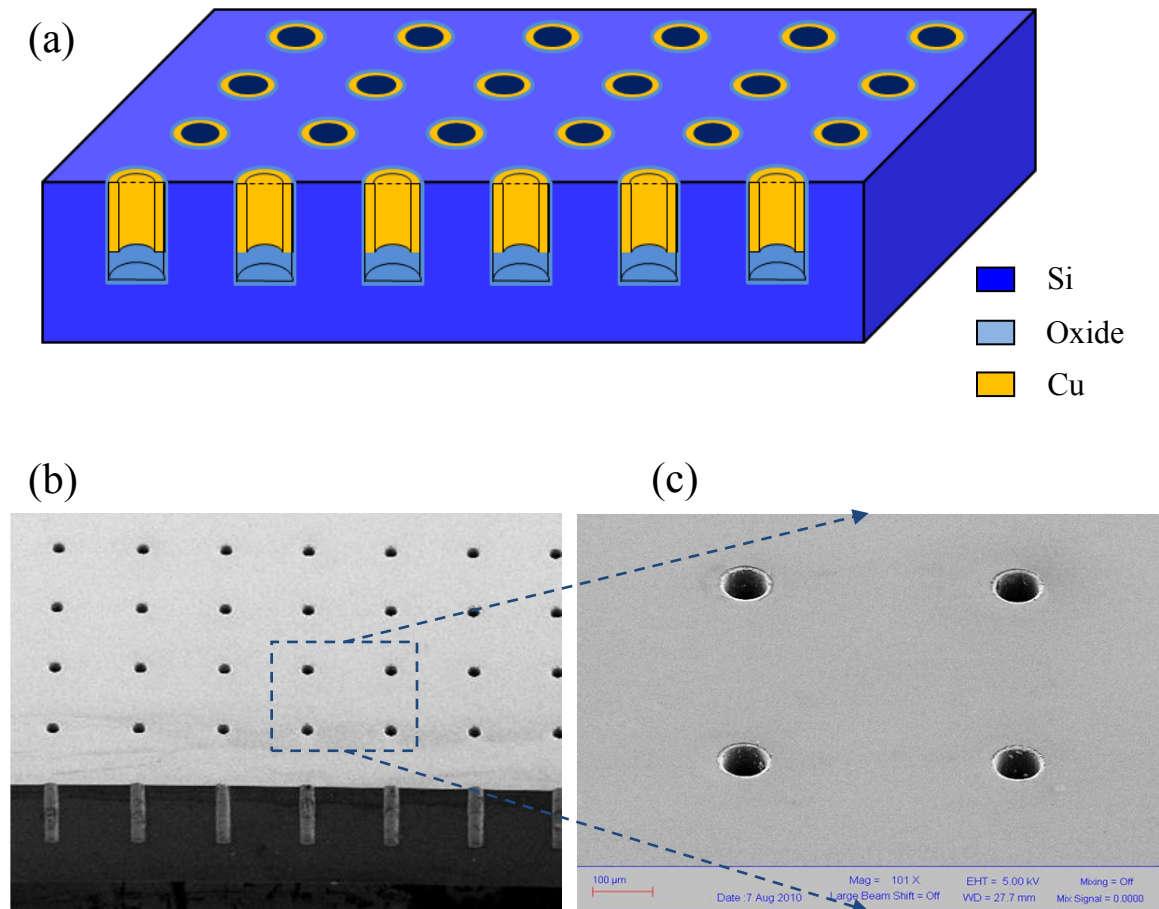 (a)
Si
Oxide
Cu
(b)
(c)
100 µm
Mag = 101 X
EHT = 5.00 kV
Mixing = Off
Date :7 Aug 2010
Large Beam Shift = Off
WD = 27.7 mm
Mix Signal = 0.0000